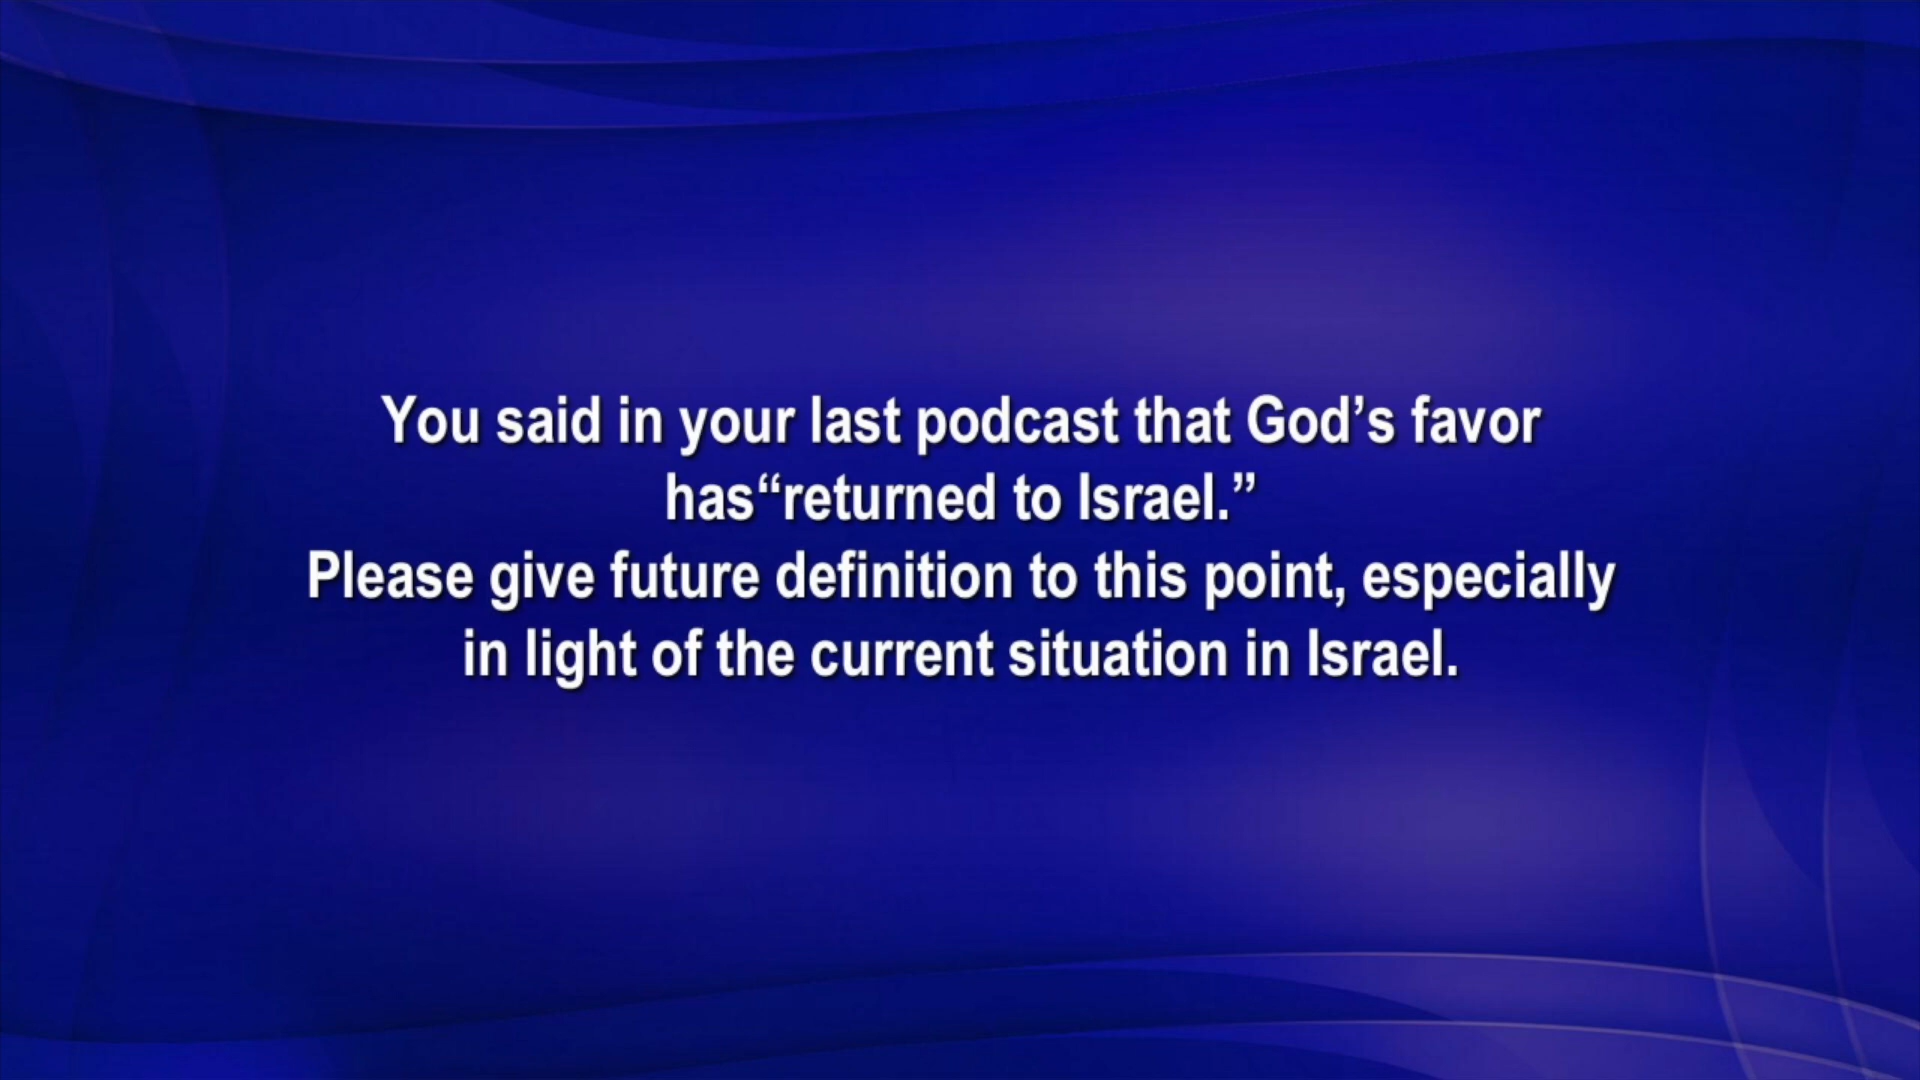 You said in your last podcast that God’s favor
has“returned to Israel.”
Please give future definition to this point, especially
in light of the current situation in Israel.